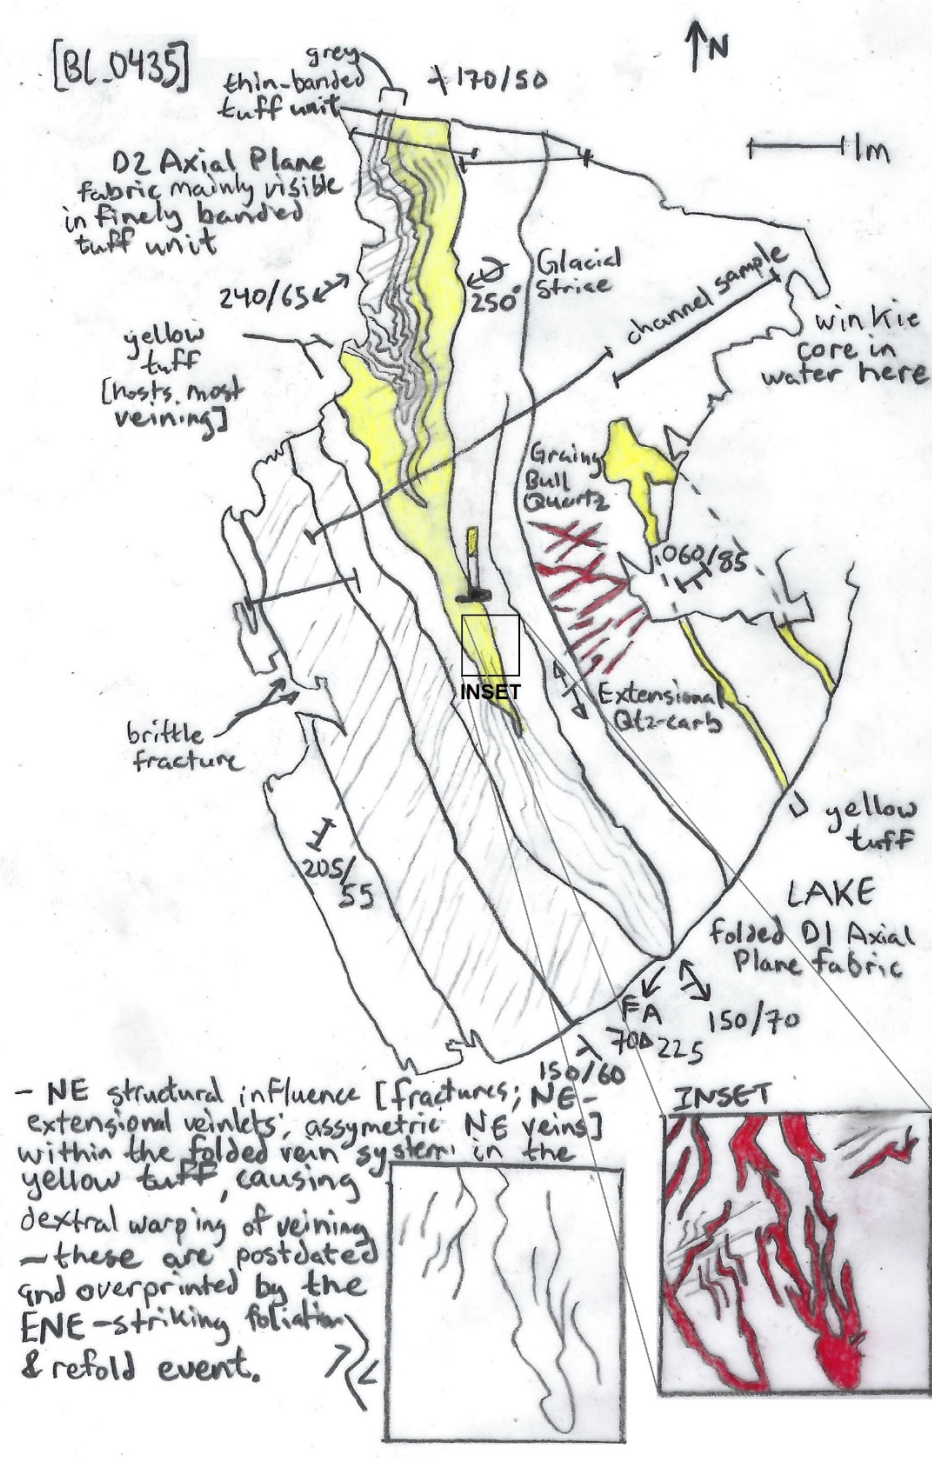 [BL_0435]
grey
thin-banded
tuff unit
170/50
N
1m
D2 Axial Plane
fabric mainly visible
in finely banded
tuff unit
240/65
250°
Glacial
Striae
channel sample
winkie
core in
water here
yellow
tuff
[hosts most
veining]
Grainy
Bull
Quartz
060/85
INSET
Extensional
Qtz-carb
brittle
fracture
205/
55
yellow
tuff
LAKE
folded D1 Axial
Plane fabric
FA
70→225
150/70
150/60
- NE structural influence [fractures; NE-
extensional veinlets; assymetric NE veins]
within the folded vein system in the
yellow tuff, causing
dextral warping of veining
- these are postdated
and overprinted by the
ENE-striking foliation
& refold event.
INSET